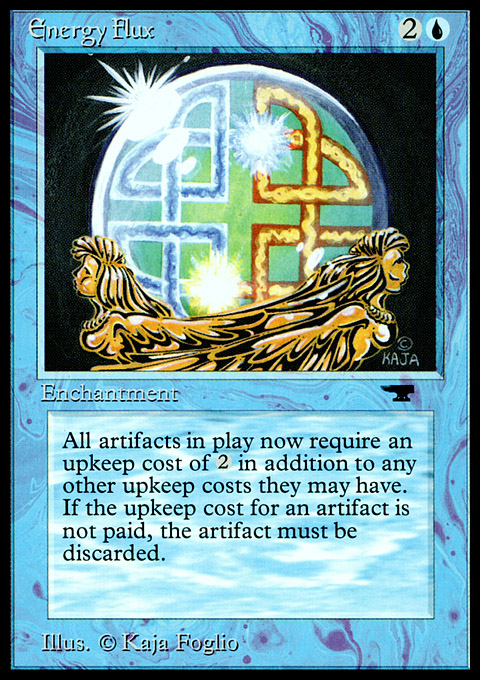 Energy Flux 2
© KAJA
Enchantment
All artifacts in play now require an
upkeep cost of 2 in addition to any
other upkeep costs they may have.
If the upkeep cost for an artifact is
not paid, the artifact must be
discarded.
Illus. © Kaja Foglio